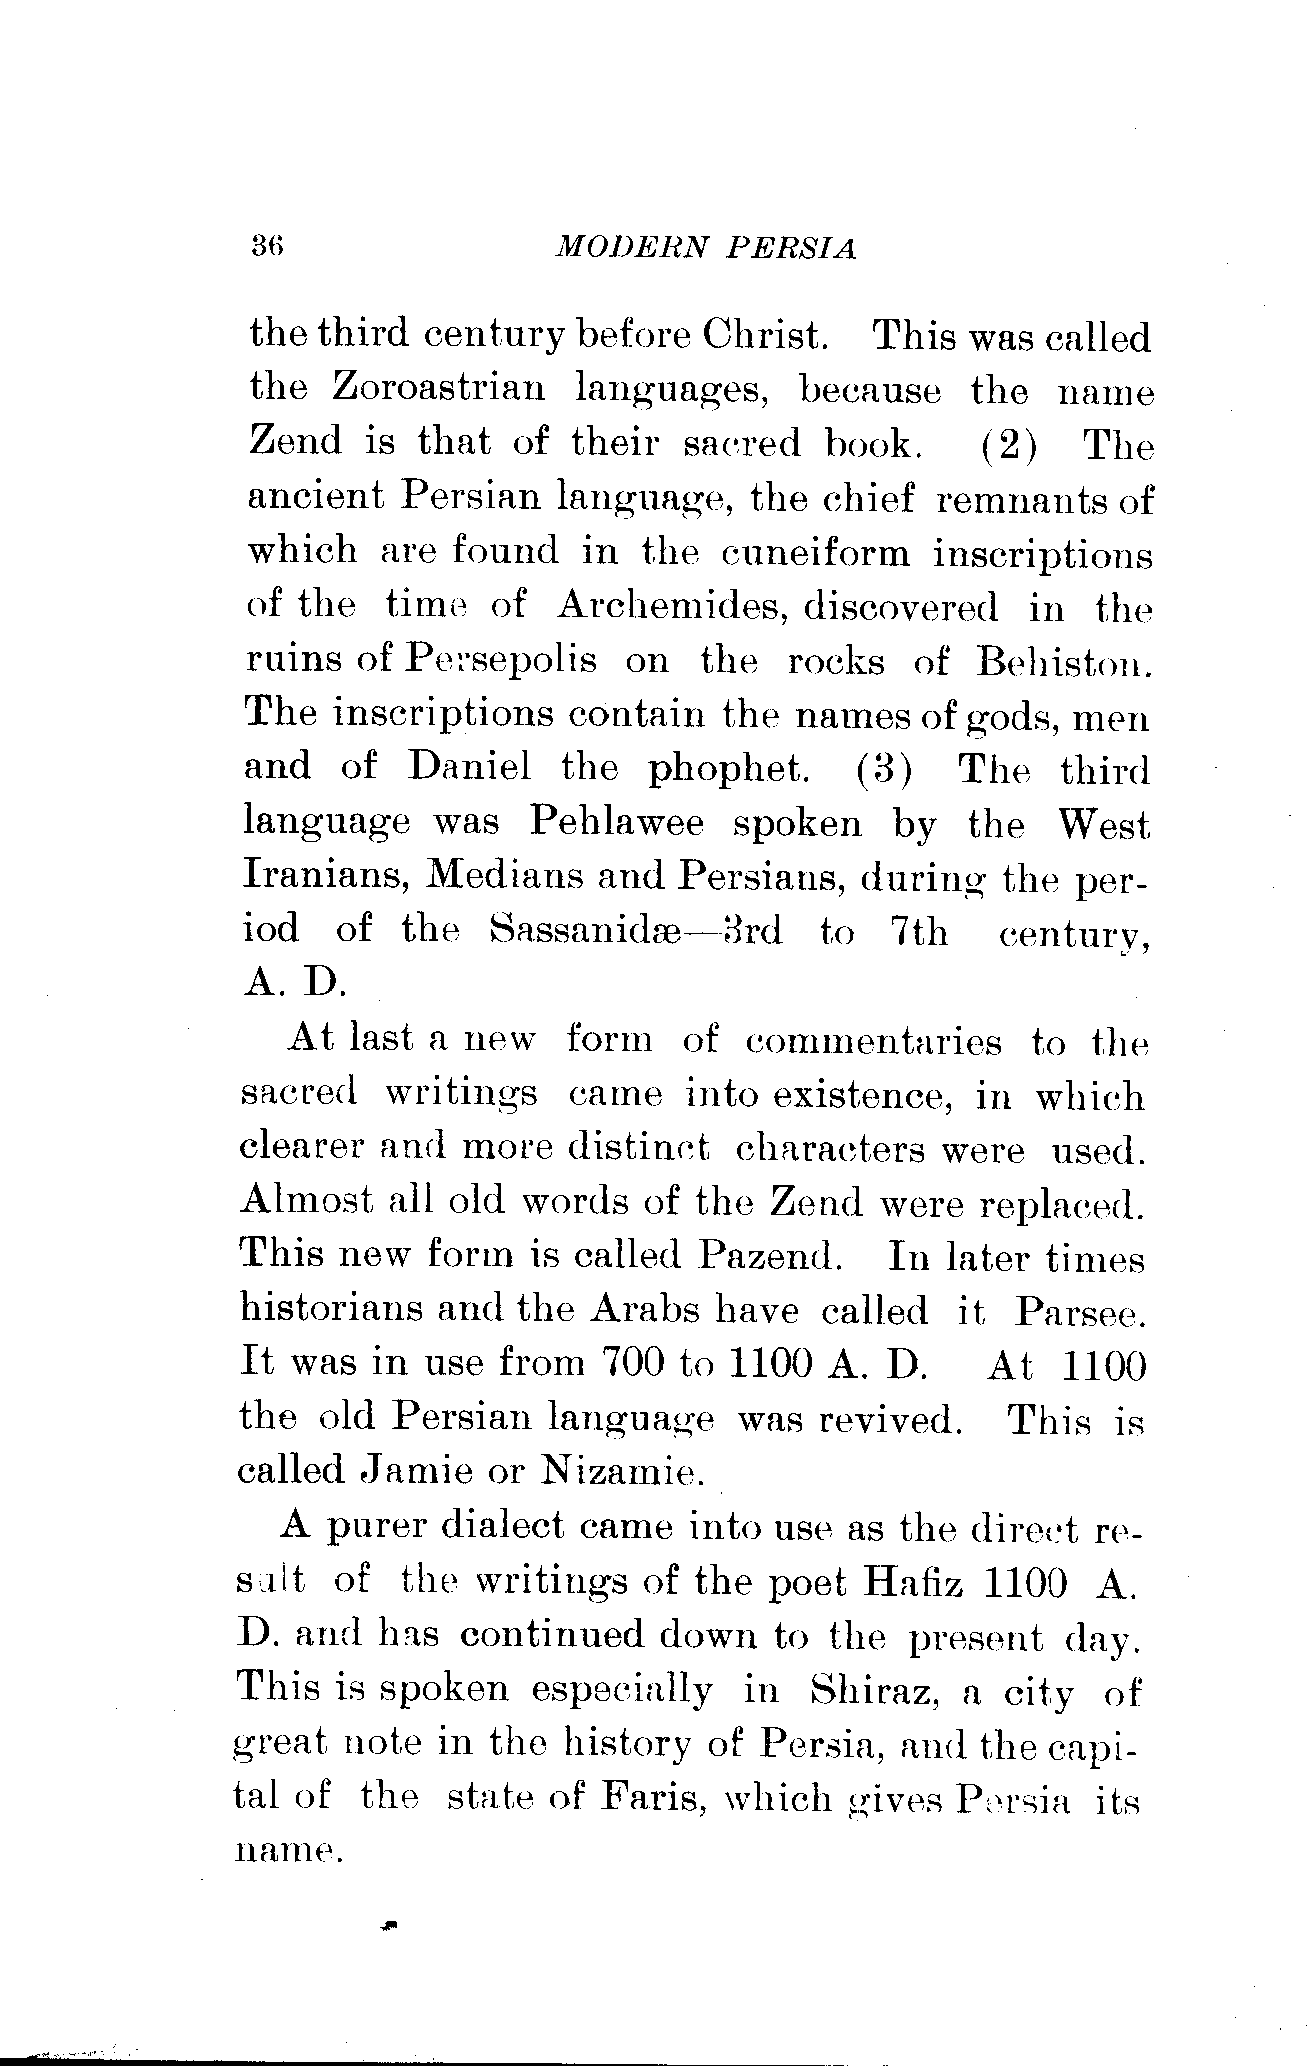 36 MODERN PERSIA
the third century before Christ. This was called
the Zoroastrian languages, because the name
Zend is that of their sacred book. (2) The
ancient Persian language, the chief remnants of
which are found in the cuneiform inscriptions
of the time of Archemides, discovered in the
ruins of Persepolis on the rocks of Behiston.
The inscriptions contain the names of gods, men
and of Daniel the phophet. (3) The third
language was Pehlawee spoken by the West
Iranians, Medians and Persians, during the per-
iod of the Sassanidæ—3rd to 7th century,
A. D.
At last a new form of commentaries to the
sacred writings came into existence, in which
clearer and more distinct characters were used.
Almost all old words of the Zend were replaced.
This new form is called Pazend. In later times
historians and the Arabs have called it Parsee.
It was in use from 700 to 1100 A. D. At 1100
the old Persian language was revived. This is
called Jamie or Nizamie.
A purer dialect came into use as the direct re-
sult of the writings of the poet Hafiz 1100 A.
D. and has continued down to the present day.
This is spoken especially in Shiraz, a city of
great note in the history of Persia, and the capi-
tal of the state of Faris, which gives Persia its
name.